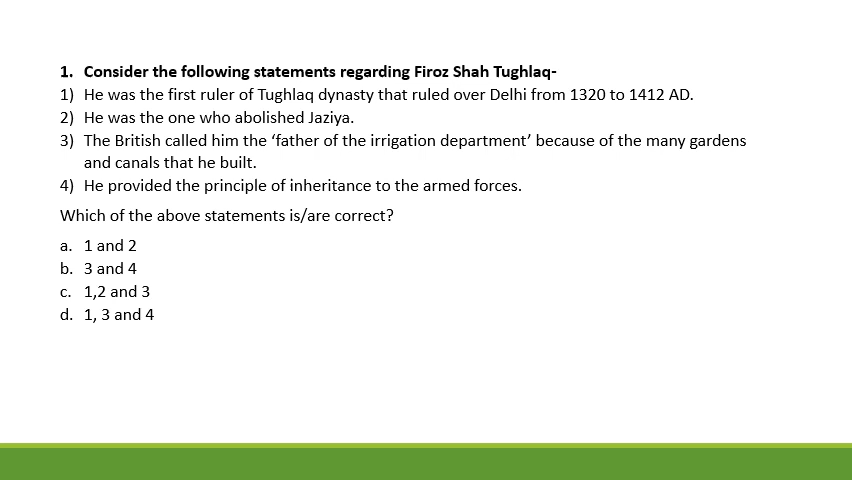 1. Consider the following statements regarding Firoz Shah Tughlaq-
1) He was the first ruler of Tughlaq dynasty that ruled over Delhi from 1320 to 1412 AD.
2) He was the one who abolished Jaziya.
3) The British called him the ‘father of the irrigation department’ because of the many gardens
and canals that he built.
4) He provided the principle of inheritance to the armed forces.
Which of the above statements is/are correct?
a. 1 and 2
b. 3 and 4
c. 1,2 and 3
d. 1, 3 and 4